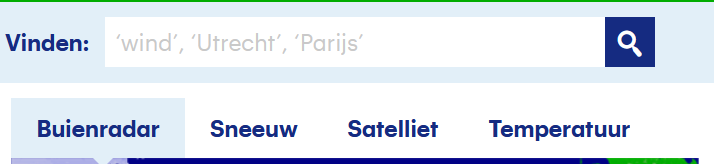 Vinden: ‘wind’, ‘Utrecht’, ‘Parijs’
Buienradar Sneeuw Satelliet Temperatuur